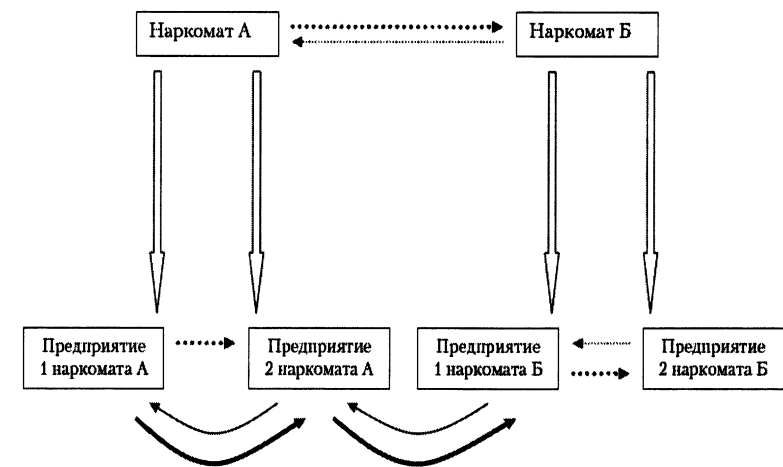 Наркомат А
Наркомат Б
Предприятие
1 наркомата А
Предприятие
2 наркомата А
Предприятие
1 наркомата Б
Предприятие
2 наркомата Б